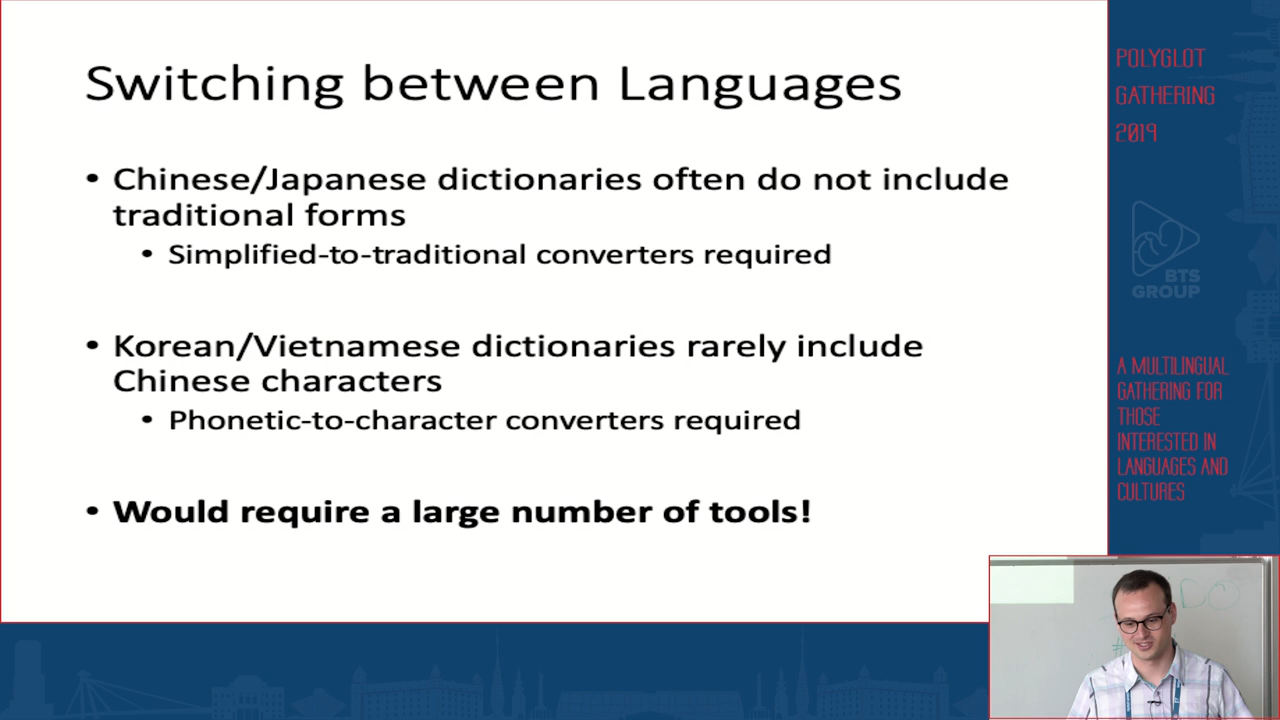 Switching between Languages
• Chinese/Japanese dictionaries often do not include
traditional forms
• Simplified-to-traditional converters required
• Korean/Vietnamese dictionaries rarely include
Chinese characters
• Phonetic-to-character converters required
• Would require a large number of tools!
POLYGLOT
GATHERING
2019
BTS
GROUP
A MULTILINGUAL
GATHERING FOR
THOSE
INTERESTED IN
LANGUAGES AND
CULTURES